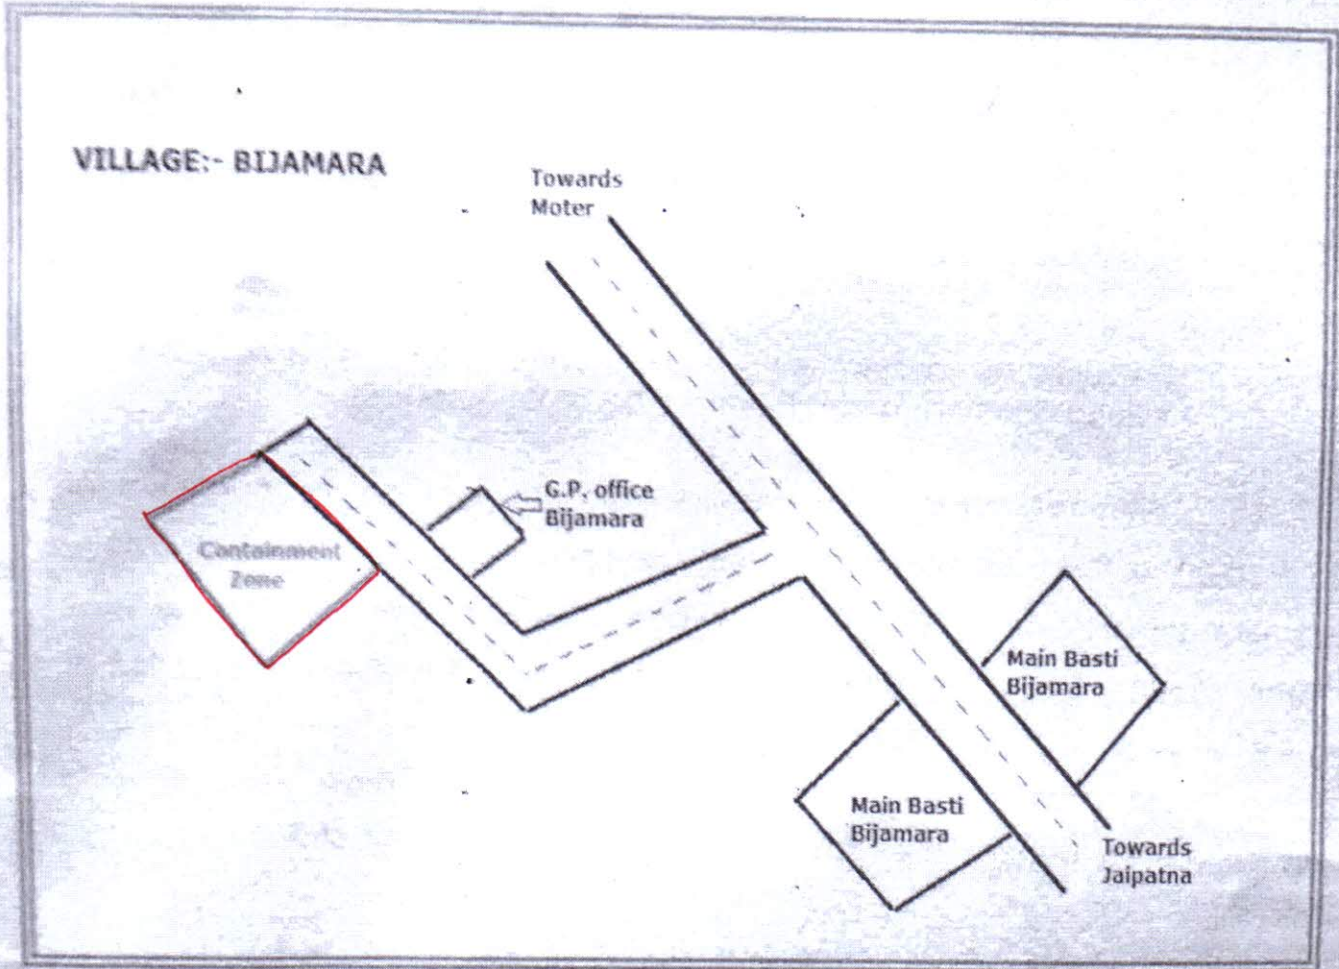 VILLAGE:- BIJAMARA
Towards
Moter
G.P. office
Bijamara
Containment
Zone
Main Basti
Bijamara
Main Basti
Bijamara
Towards
Jaipatna